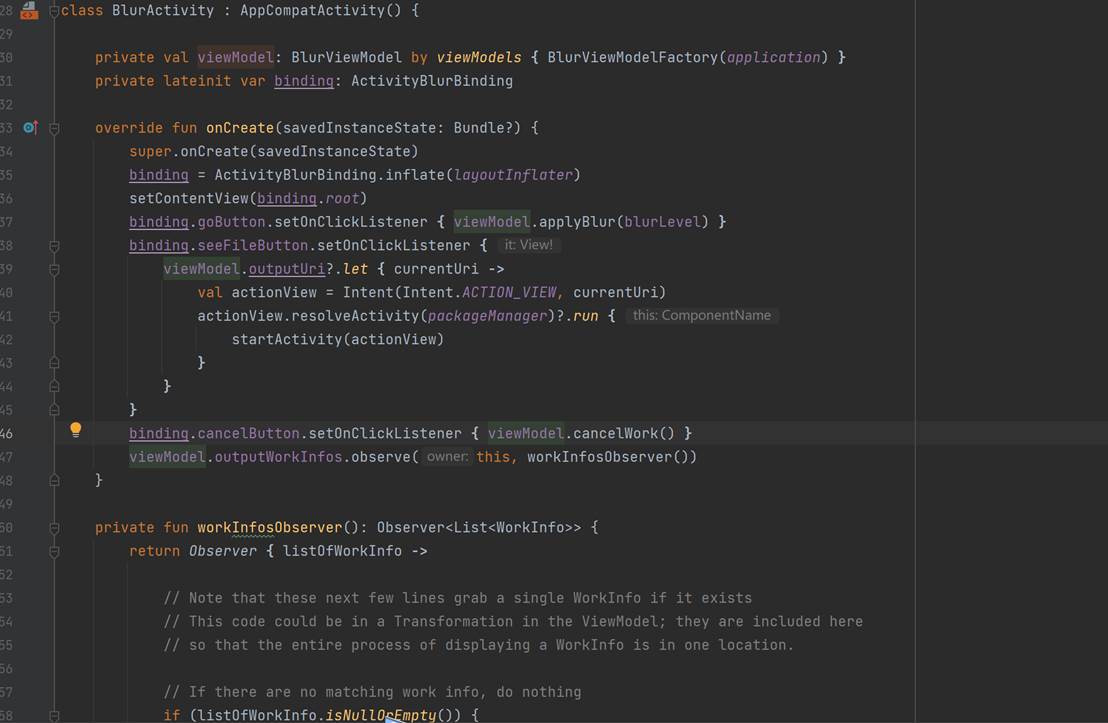 28 class BlurActivity : AppCompatActivity() {
29
30 private val viewModel: BlurViewModel by viewModels { BlurViewModelFactory(application) }
31 private lateinit var binding: ActivityBlurBinding
32
33 override fun onCreate(savedInstanceState: Bundle?) {
34 super.onCreate(savedInstanceState)
35 binding = ActivityBlurBinding.inflate(layoutInflater)
36 setContentView(binding.root)
37 binding.goButton.setOnClickListener { viewModel.applyBlur(blurLevel) }
38 binding.seeFileButton.setOnClickListener { it: View!
39 viewModel.outputUri?.let { currentUri ->
40 val actionView = Intent(Intent.ACTION_VIEW, currentUri)
41 actionView.resolveActivity(packageManager)?.run { this: ComponentName
42 startActivity(actionView)
43 }
44 }
45 }
46 binding.cancelButton.setOnClickListener { viewModel.cancelWork() }
47 viewModel.outputWorkInfos.observe( owner: this, workInfosObserver())
48 }
49
50 private fun workInfosObserver(): Observer<List<WorkInfo>> {
51 return Observer { listOfWorkInfo ->
52
53 // Note that these next few lines grab a single WorkInfo if it exists
54 // This code could be in a Transformation in the ViewModel; they are included here
55 // so that the entire process of displaying a WorkInfo is in one location.
56
57 // If there are no matching work info, do nothing
58 if (listOfWorkInfo.isNullOrEmpty()) {